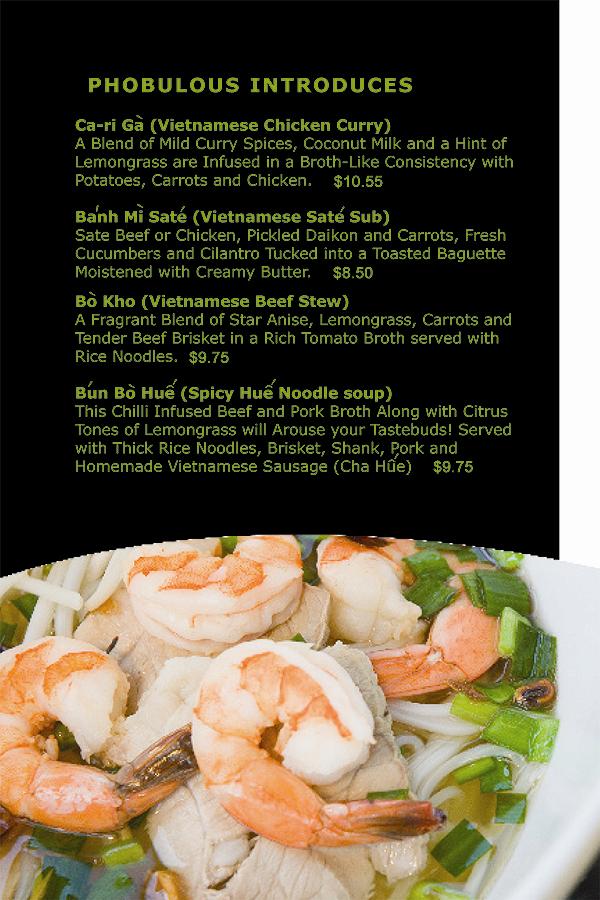 PHOBULOUS INTRODUCES
Ca-ri Gà (Vietnamese Chicken Curry)
A Blend of Mild Curry Spices, Coconut Milk and a Hint of
Lemongrass are Infused in a Broth-Like Consistency with
Potatoes, Carrots and Chicken. $10.55
Bánh Mì Saté (Vietnamese Saté Sub)
Sate Beef or Chicken, Pickled Daikon and Carrots, Fresh
Cucumbers and Cilantro Tucked into a Toasted Baguette
Moistened with Creamy Butter. $8.50
Bò Kho (Vietnamese Beef Stew)
A Fragrant Blend of Star Anise, Lemongrass, Carrots and
Tender Beef Brisket in a Rich Tomato Broth served with
Rice Noodles. $9.75
Bún Bò Huế (Spicy Huế Noodle soup)
This Chilli Infused Beef and Pork Broth Along with Citrus
Tones of Lemongrass will Arouse your Tastebuds! Served
with Thick Rice Noodles, Brisket, Shank, Pork and
Homemade Vietnamese Sausage (Cha Hũe) $9.75